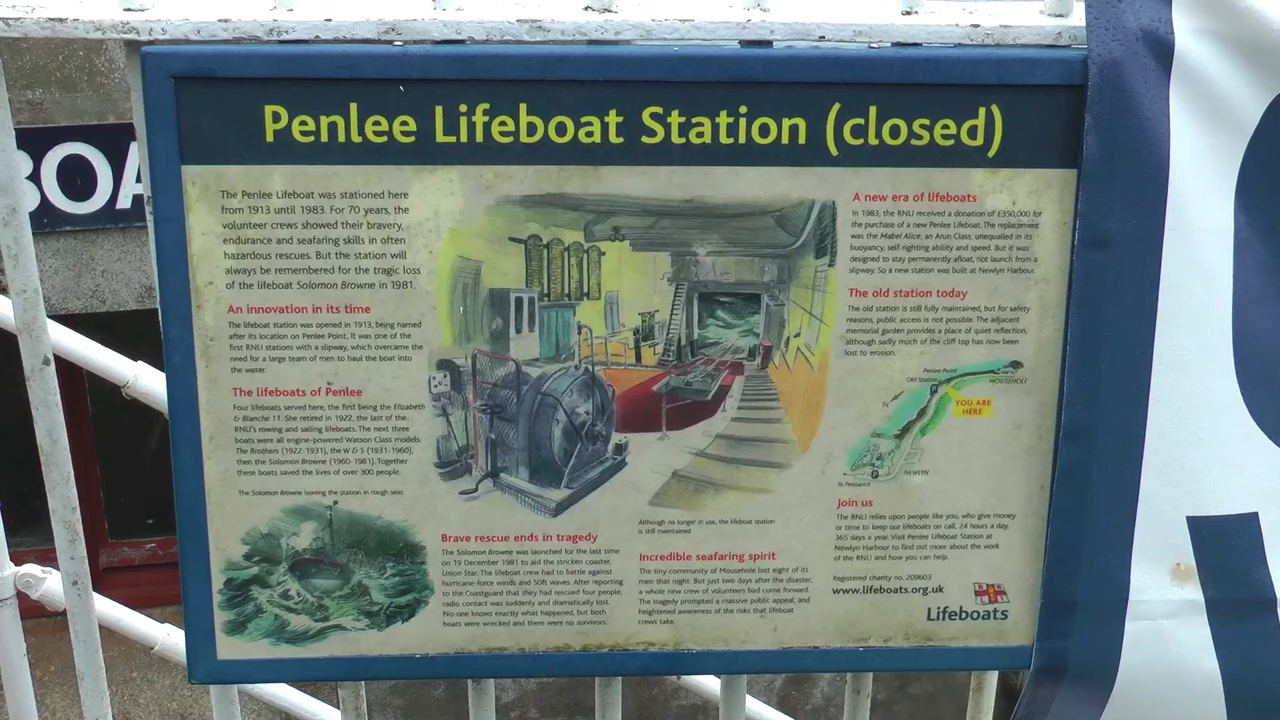 Penlee Lifeboat Station (closed)
BOA
The Penlee Lifeboat was stationed here
from 1913 until 1983. For 70 years, the
volunteer crews showed their bravery,
endurance and seafaring skills in often
hazardous rescues. But the station will
always be remembered for the tragic loss
of the lifeboat Solomon Browne in 1981.
An innovation in its time
The lifeboat station was opened in 1913, being named
after its location on Penlee Point. It was one of the
first RNLI stations with a slipway, which overcame the
need for a large team of men to haul the boat into
the water.
The lifeboats of Penlee
Four lifeboats served here, the first being the Elizabeth
& Blanche 11. She retired in 1922, the last of the
RNLI's rowing and sailing lifeboats. The next three
boats were all engine-powered Watson Class models:
The Brothers (1922-1931), the W & S (1931-1960),
then the Solomon Browne (1960-1981). Together
these boats saved the lives of over 300 people.
The Solomon Browne leaving the station in rough seas
Brave rescue ends in tragedy
The Solomon Browne was launched for the last time
on 19 December 1981 to aid the stricken coaster,
Union Star. The lifeboat crew had to battle against
hurricane-force winds and 50ft waves. After reporting
to the Coastguard that they had rescued four people,
radio contact was suddenly and dramatically lost.
No-one knows exactly what happened, but both
boats were wrecked and there were no survivors.
Although no longer in use, the lifeboat station
is still maintained
Incredible seafaring spirit
The tiny community of Mousehole lost eight of its
men that night. But just two days after the disaster,
a whole new crew of volunteers had come forward.
The tragedy prompted a massive public appeal, and
heightened awareness of the risks that lifeboat
crews take.
A new era of lifeboats
In 1983, the RNLI received a donation of £350,000 for
the purchase of a new Penlee Lifeboat. The replacement
was the Mabel Alice, an Arun Class, unequalled in its
buoyancy, self-righting ability and speed. But it was
designed to stay permanently afloat, not launch from a
slipway. So a new station was built at Newlyn Harbour.
The old station today
The old station is still fully maintained, but for safety
reasons, public access is not possible. The adjacent
memorial garden provides a place of quiet reflection,
although sadly much of the cliff top has now been
lost to erosion.
Penlee Point
Old Station
MOUSEHOLE
N
YOU ARE
HERE
P
NEWLYN
To Penzance
P
Join us
The RNLI relies upon people like you, who give money
or time to keep our lifeboats on call, 24 hours a day,
365 days a year. Visit Penlee Lifeboat Station at
Newlyn Harbour to find out more about the work
of the RNLI and how you can help.
Registered charity no. 209603
www.lifeboats.org.uk
Lifeboats